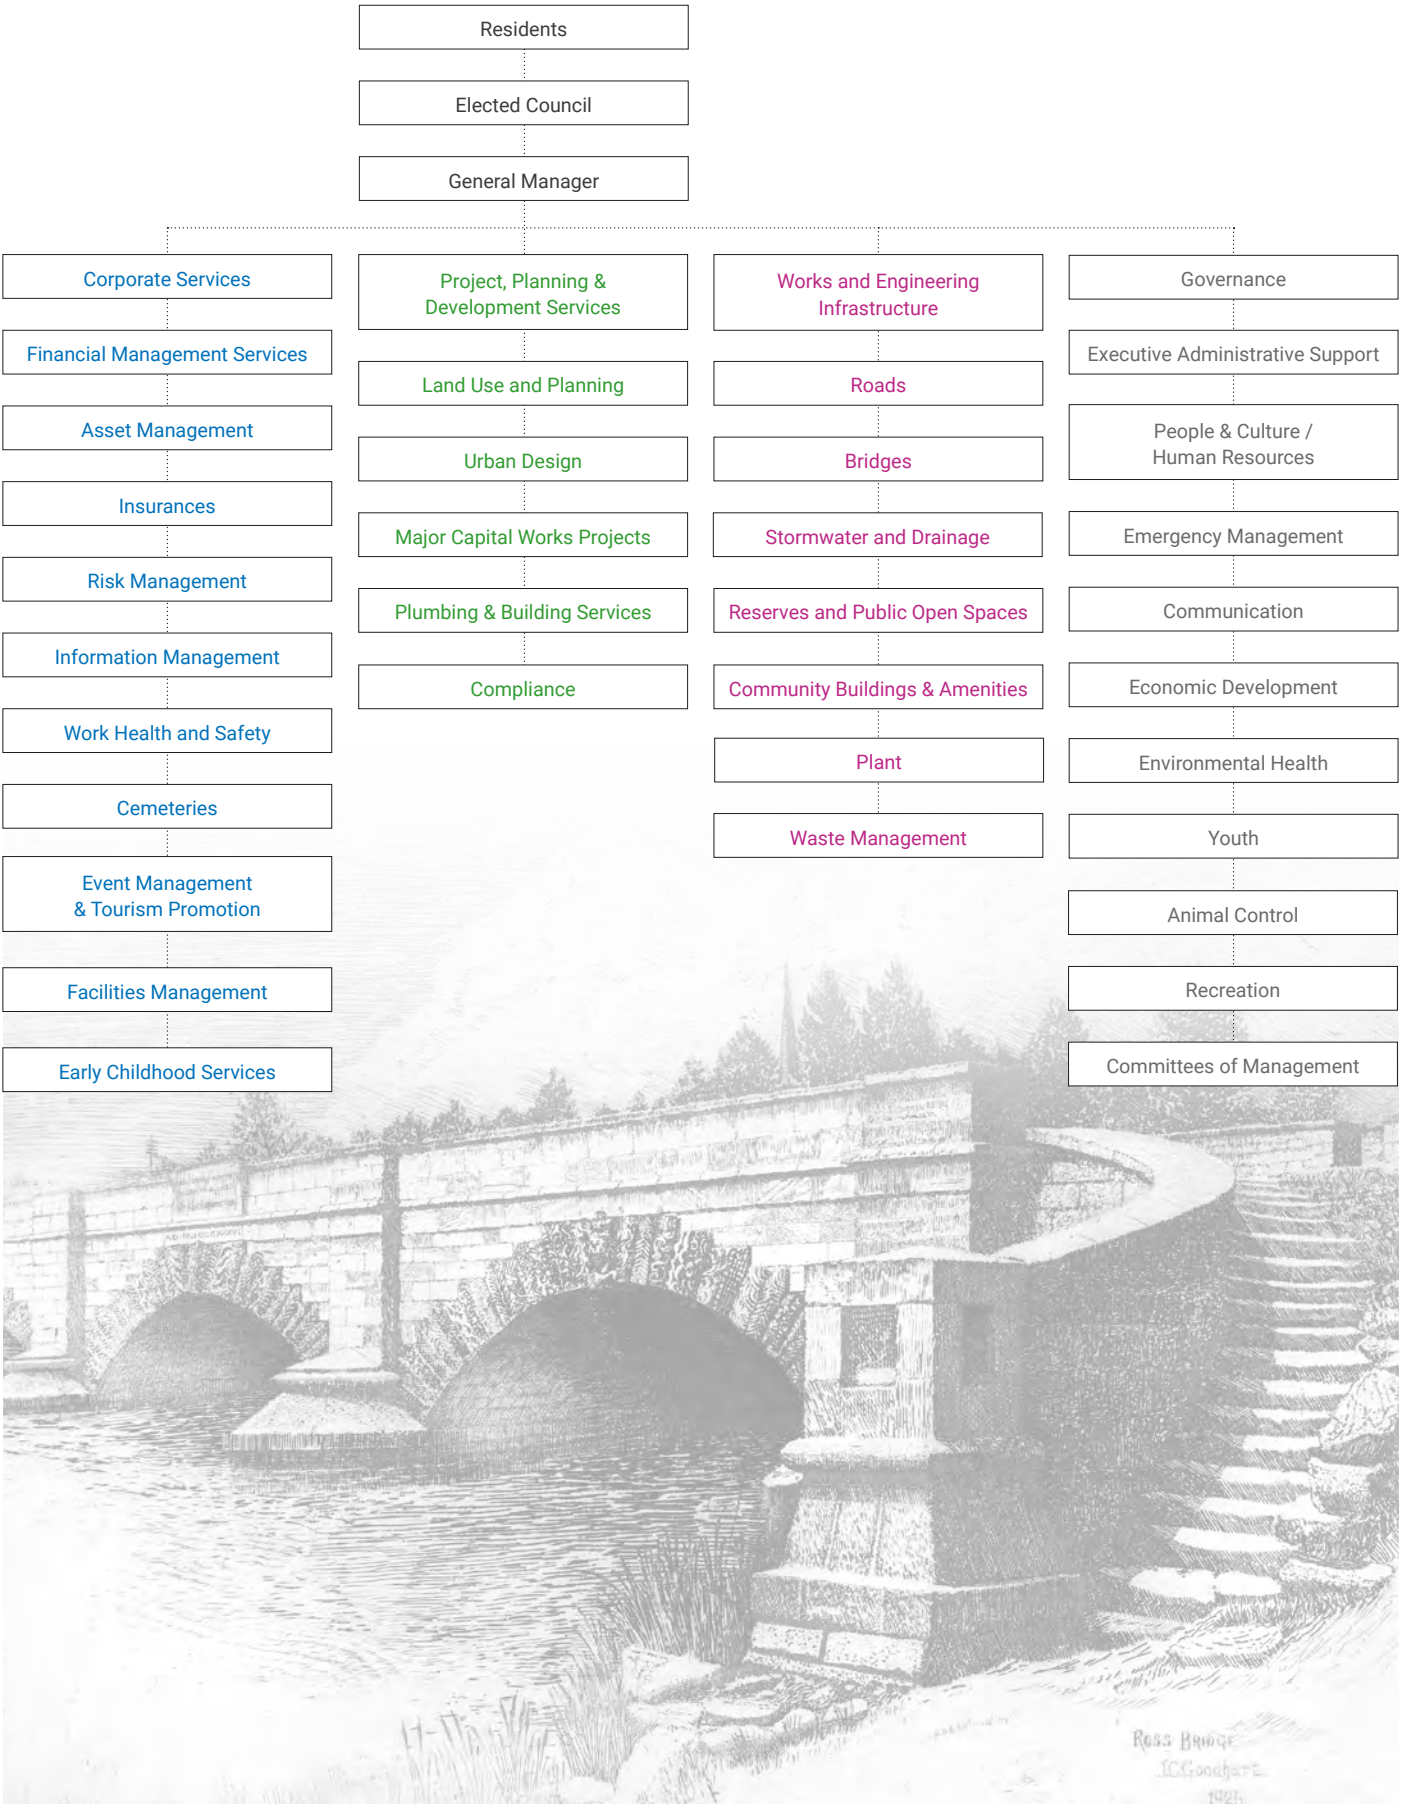 Residents
Elected Council
General Manager
Corporate Services
Financial Management Services
Asset Management
Insurances
Risk Management
Information Management
Work Health and Safety
Cemeteries
Event Management
& Tourism Promotion
Facilities Management
Early Childhood Services
Project, Planning &
Development Services
Land Use and Planning
Urban Design
Major Capital Works Projects
Plumbing & Building Services
Compliance
Works and Engineering
Infrastructure
Roads
Bridges
Stormwater and Drainage
Reserves and Public Open Spaces
Community Buildings & Amenities
Plant
Waste Management
Governance
Executive Administrative Support
People & Culture /
Human Resources
Emergency Management
Communication
Economic Development
Environmental Health
Youth
Animal Control
Recreation
Committees of Management
ROSS BRIDGE
J.C. Goodhart